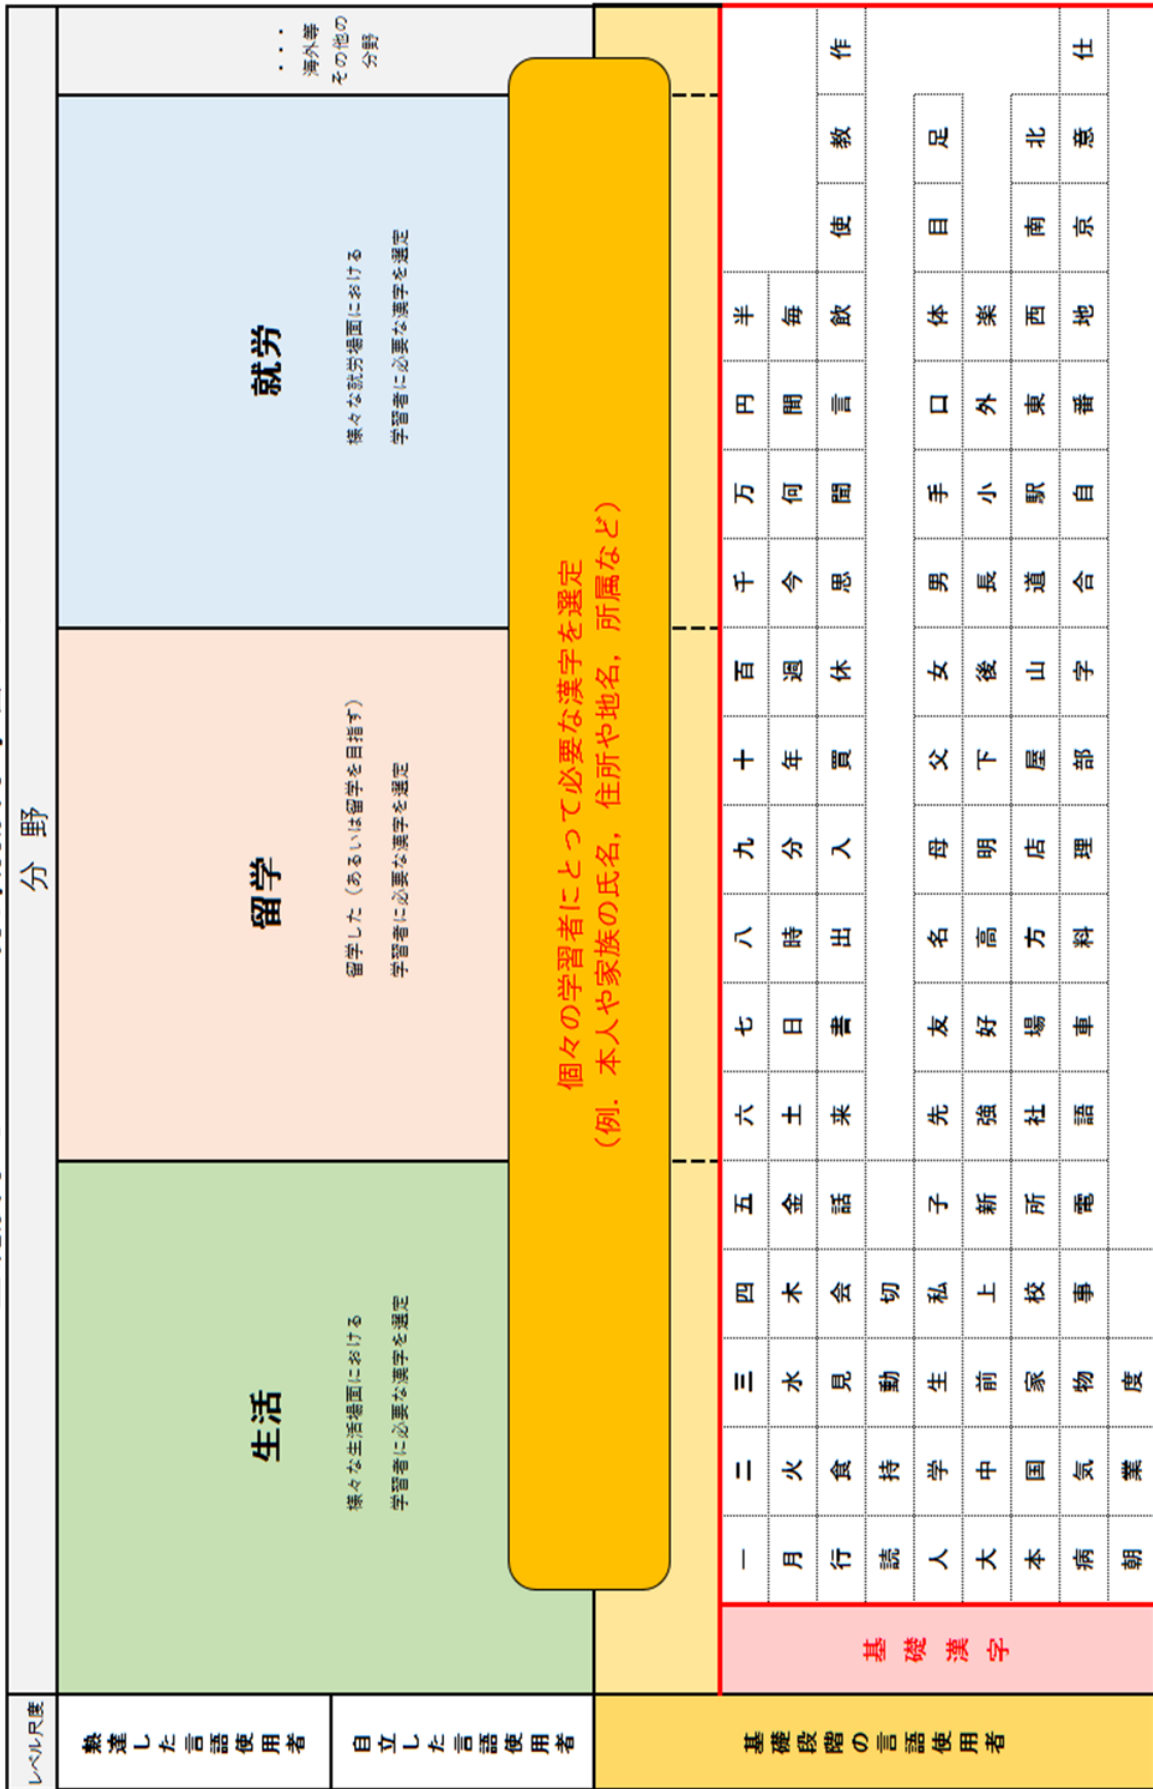 レベル尺度
分 野
熟達した言語使用者
自立した言語使用者
生活
様々な生活場面における
学習者に必要な漢字を選定
留学
留学した（あるいは留学を目指す）
学習者に必要な漢字を選定
就労
様々な就労場面における
学習者に必要な漢字を選定
・・・
海外等
その他の
分野
個々の学習者にとって必要な漢字を選定
（例．本人や家族の氏名，住所や地名，所属など）
基礎段階の言語使用者
基礎漢字
一 二 三 四 五 六 七 八 九 十 百 千 万 円 半
月 火 水 木 金 土 日 時 分 年 週 今 何 間 毎
行 食 見 会 話 来 書 出 入 買 休 思 聞 言 飲 使 教 作
読 持 動 切
人 学 生 私 子 先 友 名 母 父 女 男 手 口 体 目 足
大 中 前 上 新 強 好 高 明 下 後 長 小 外 楽
本 国 家 校 所 社 場 方 店 屋 山 道 駅 東 西 南 北
病 気 物 事 電 語 車 料 理 部 字 合 自 番 地 京 意 仕
朝 業 度